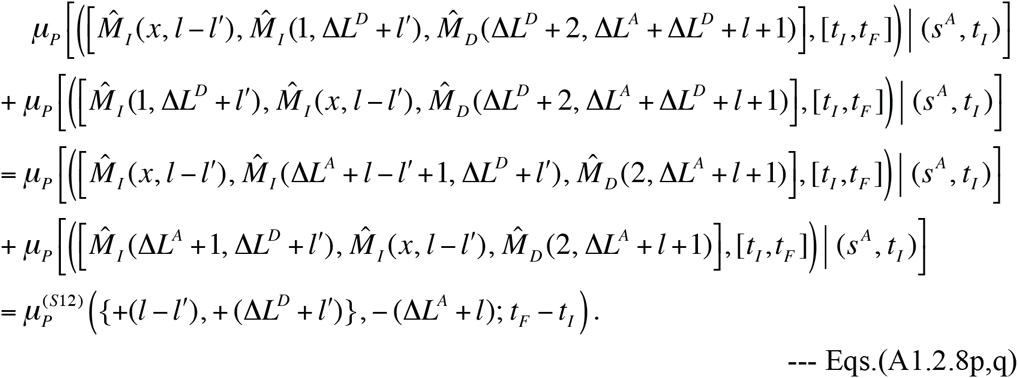 μ_P[([M̂_I(x, l − l′), M̂_I(1, ΔL^D + l′), M̂_D(ΔL^D + 2, ΔL^A + ΔL^D + l + 1)], [t_I, t_F]) | (s^A, t_I)]
+ μ_P[([M̂_I(1, ΔL^D + l′), M̂_I(x, l − l′), M̂_D(ΔL^D + 2, ΔL^A + ΔL^D + l + 1)], [t_I, t_F]) | (s^A, t_I)]
= μ_P[([M̂_I(x, l − l′), M̂_I(ΔL^A + l − l′ + 1, ΔL^D + l′), M̂_D(2, ΔL^A + l + 1)], [t_I, t_F]) | (s^A, t_I)]
+ μ_P[([M̂_I(ΔL^A + 1, ΔL^D + l′), M̂_I(x, l − l′), M̂_D(2, ΔL^A + l + 1)], [t_I, t_F]) | (s^A, t_I)]
= μ_P^(S12)({+(l − l′), +(ΔL^D + l′)}, −(ΔL^A + l); t_F − t_I).
--- Eqs.(A1.2.8p,q)